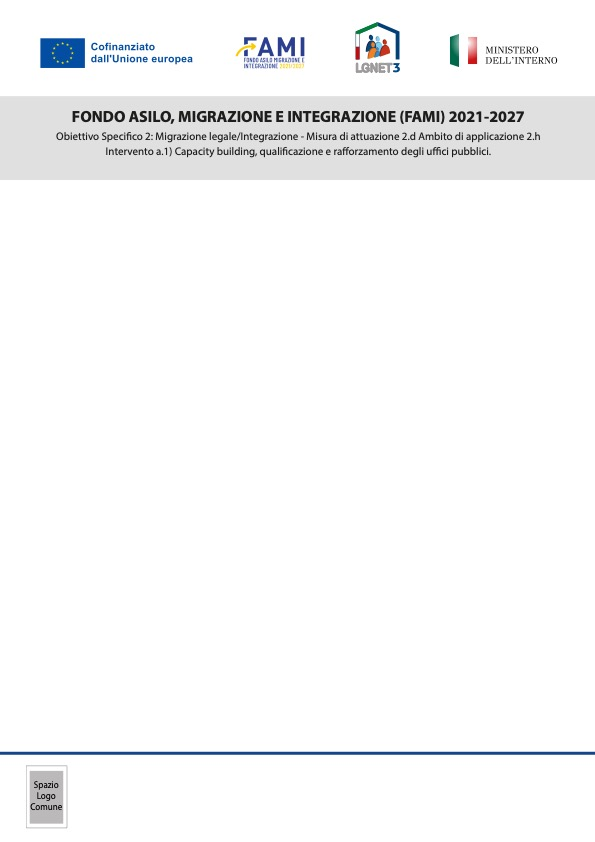 Cofinanziato
dall'Unione europea
FAMI
FONDO ASILO MIGRAZIONE E
INTEGRAZIONE 2021-2027
LGNET3
MINISTERO
DELL'INTERNO
FONDO ASILO, MIGRAZIONE E INTEGRAZIONE (FAMI) 2021-2027
Obiettivo Specifico 2: Migrazione legale/Integrazione - Misura di attuazione 2.d Ambito di applicazione 2.h
Intervento a.1) Capacity building, qualificazione e rafforzamento degli uffici pubblici.
Spazio
Logo
Comune